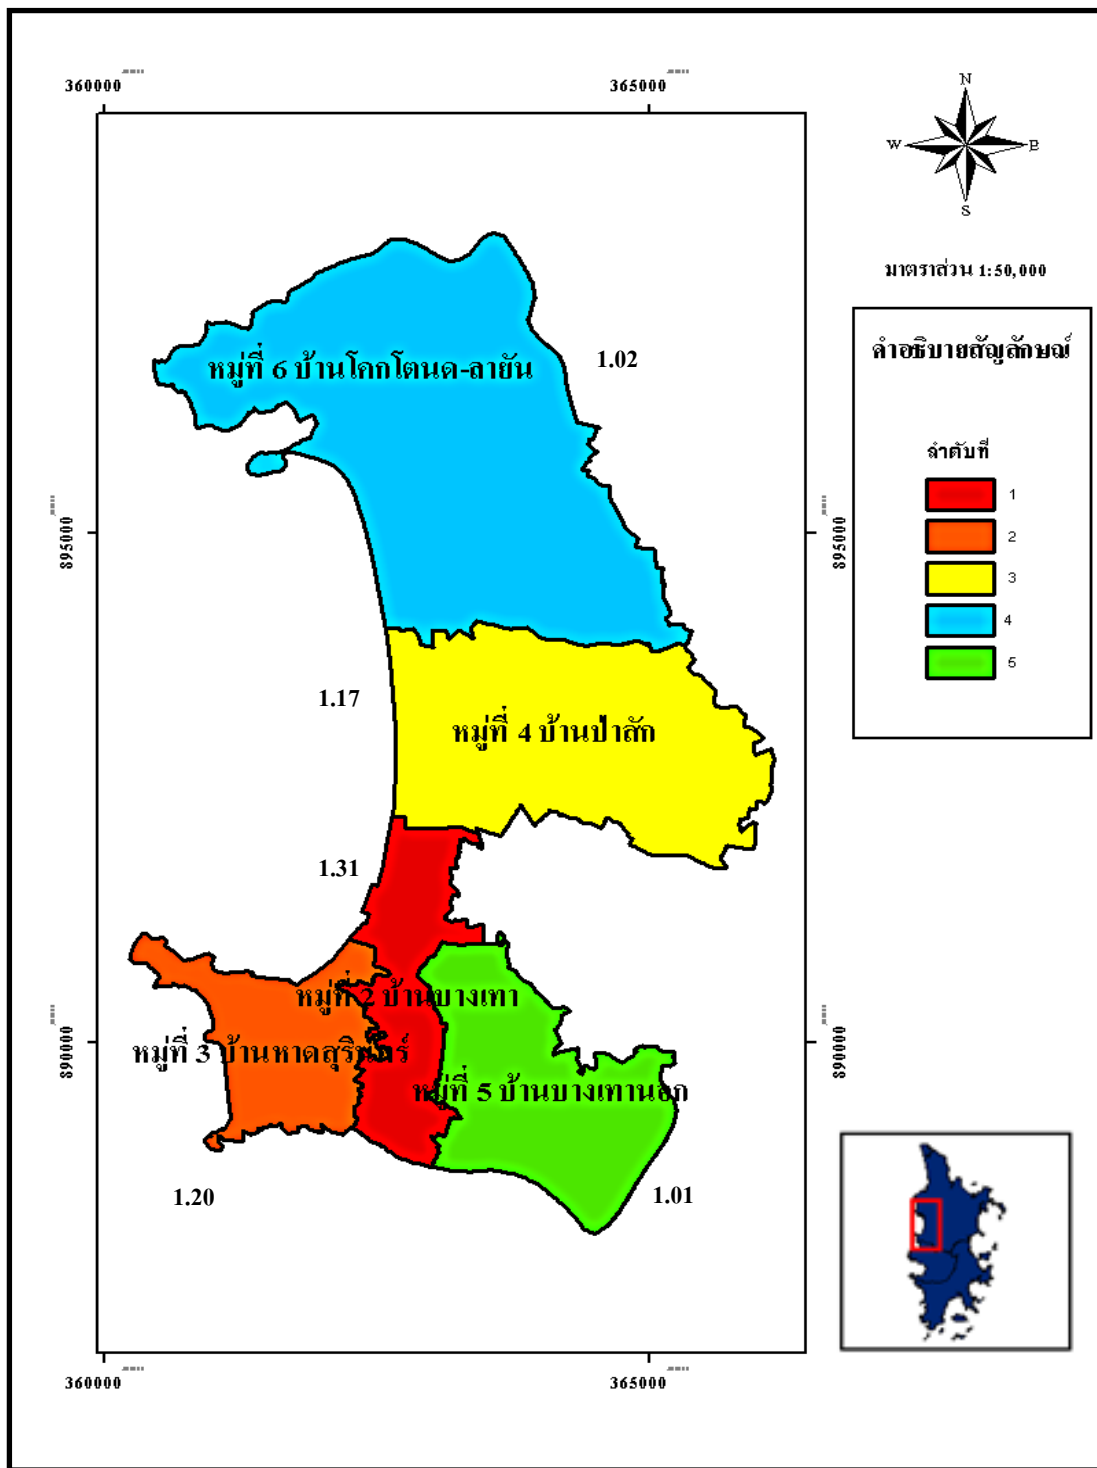 360000
365000
N
W
E
S
มาตราส่วน 1:50,000
คำอธิบายสัญลักษณ์
หมู่ที่ 6 บ้านโคกโตนด-ลายัน
1.02
ลำดับที่
1
2
3
4
5
895000
895000
1.17
หมู่ที่ 4 บ้านป่าสัก
1.31
หมู่ที่ 2 บ้านบางเทา
หมู่ที่ 3 บ้านหาดสุรินทร์
890000
890000
หมู่ที่ 5 บ้านบางเทานอก
1.20
1.01
360000
365000